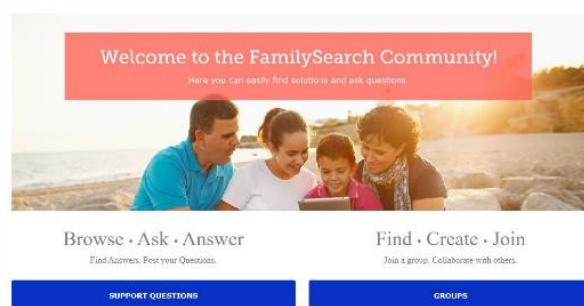 Welcome to the FamilySearch Community!
Here you can easily find solutions and ask questions.
Browse · Ask · Answer
Find Answers. Post your Questions.
SUPPORT QUESTIONS
Find · Create · Join
Join a group. Collaborate with others.
GROUPS